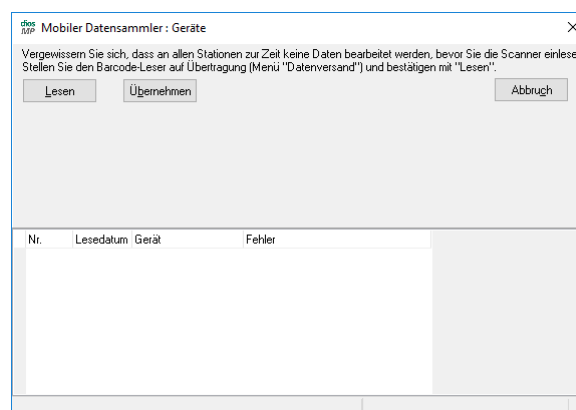 dios
MP Mobiler Datensammler : Geräte
Vergewissern Sie sich, dass an allen Stationen zur Zeit keine Daten bearbeitet werden, bevor Sie die Scanner einlese
Stellen Sie den Barcode-Leser auf Übertragung (Menü "Datenversand") und bestätigen mit "Lesen".
Lesen Übernehmen Abbruch
Nr. Lesedatum Gerät Fehler